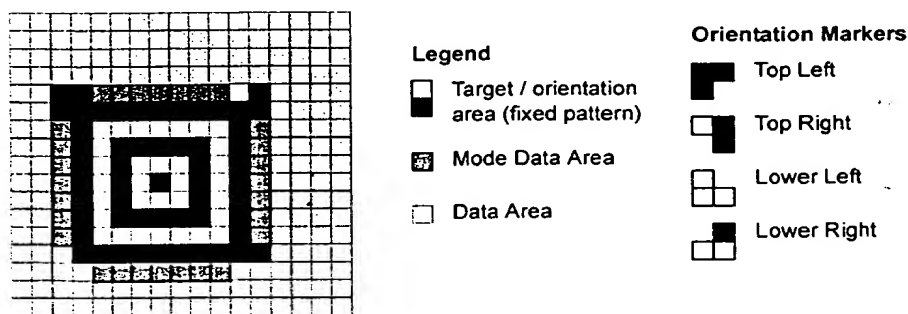 Legend
Target / orientation
area (fixed pattern)
Mode Data Area
Data Area
Orientation Markers
Top Left
Top Right
Lower Left
Lower Right